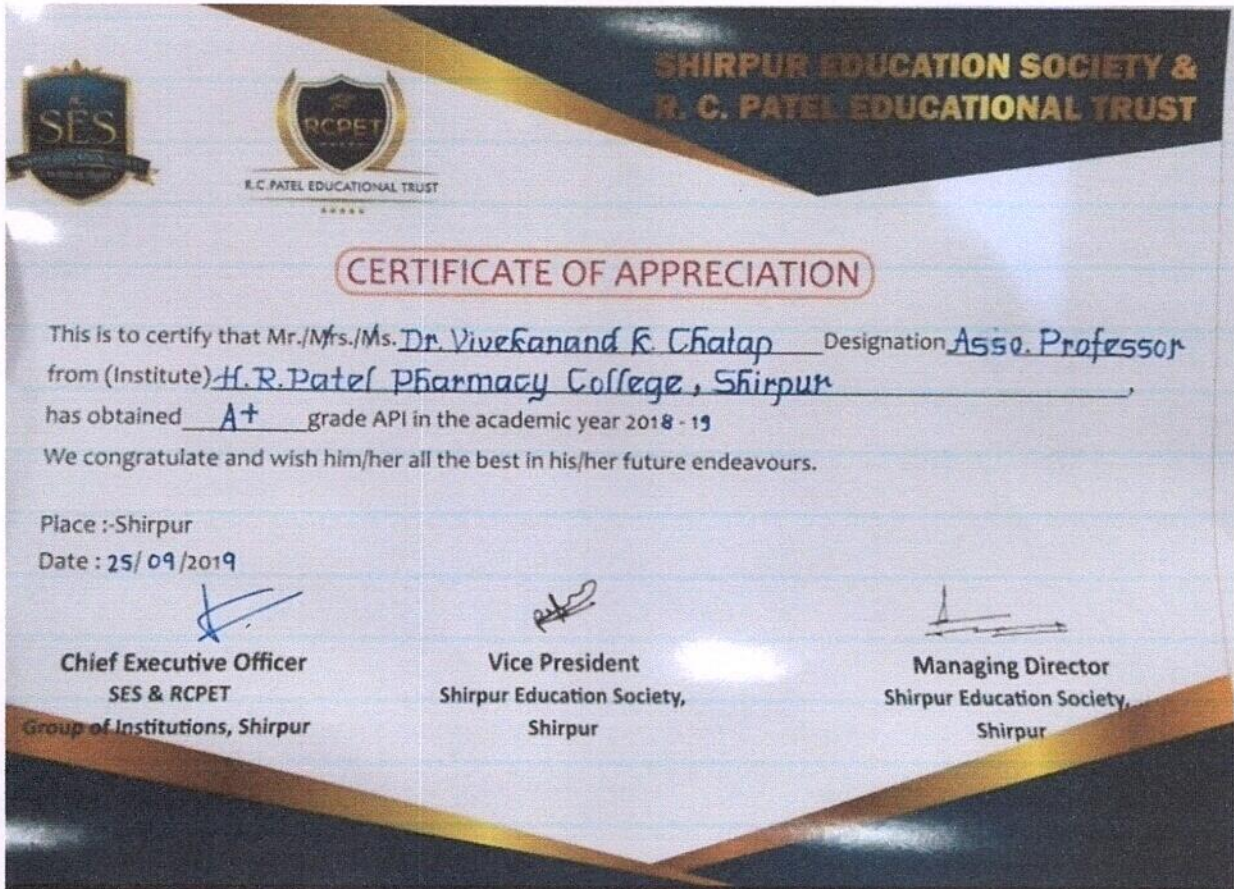 SHIRPUR EDUCATION SOCIETY &
R. C. PATEL EDUCATIONAL TRUST
SES
RCPET
R.C.PATEL EDUCATIONAL TRUST
CERTIFICATE OF APPRECIATION
This is to certify that Mr./Mrs./Ms. Dr. Vivekanand K. Chatap Designation Asso. Professor
from (Institute) H.R.Patel Pharmacy College, Shirpur,
has obtained A+ grade API in the academic year 2018 - 19
We congratulate and wish him/her all the best in his/her future endeavours.
Place :-Shirpur
Date : 25/09/2019
Chief Executive Officer
SES & RCPET
Group of Institutions, Shirpur
Vice President
Shirpur Education Society,
Shirpur
Managing Director
Shirpur Education Society,
Shirpur